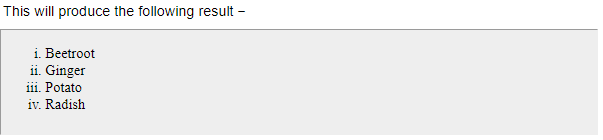 This will produce the following result −
i. Beetroot
ii. Ginger
iii. Potato
iv. Radish